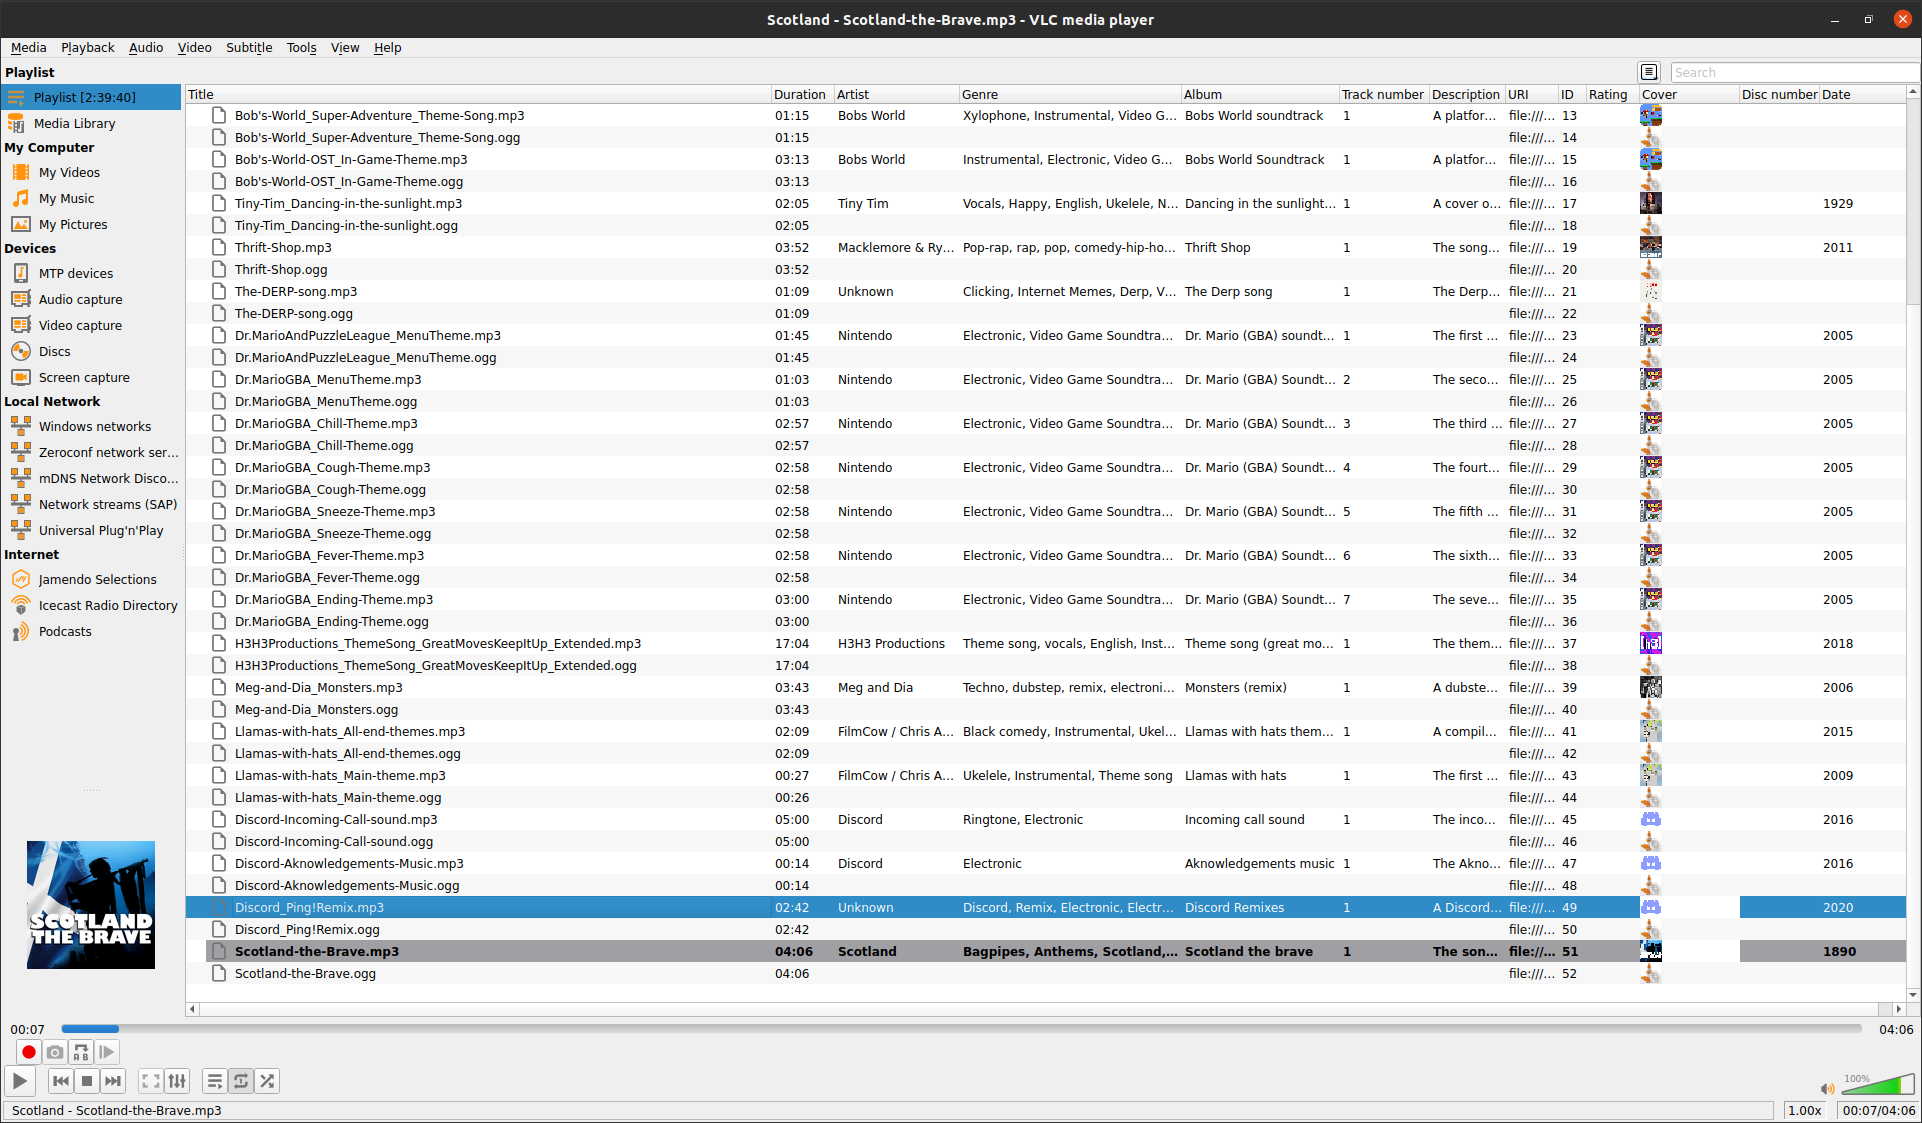 Scotland - Scotland-the-Brave.mp3 - VLC media player
Media Playback Audio Video Subtitle Tools View Help
Playlist
Search
Playlist [2:39:40]
Media Library
My Computer
My Videos
My Music
My Pictures
Devices
MTP devices
Audio capture
Video capture
Discs
Screen capture
Local Network
Windows networks
Zeroconf network ser...
mDNS Network Disco...
Network streams (SAP)
Universal Plug'n'Play
Internet
Jamendo Selections
Icecast Radio Directory
Podcasts
SCOTLAND
THE BRAVE
Title Duration Artist Genre Album Track number Description URI ID Rating Cover Disc number Date
Bob's-World_Super-Adventure_Theme-Song.mp3 01:15 Bobs World Xylophone, Instrumental, Video G... Bobs World soundtrack 1 A platfor... file:///... 13
Bob's-World_Super-Adventure_Theme-Song.ogg 01:15 file:///... 14
Bob's-World-OST_In-Game-Theme.mp3 03:13 Bobs World Instrumental, Electronic, Video G... Bobs World Soundtrack 1 A platfor... file:///... 15
Bob's-World-OST_In-Game-Theme.ogg 03:13 file:///... 16
Tiny-Tim_Dancing-in-the-sunlight.mp3 02:05 Tiny Tim Vocals, Happy, English, Ukelele, N... Dancing in the sunlight... 1 A cover o... file:///... 17 1929
Tiny-Tim_Dancing-in-the-sunlight.ogg 02:05 file:///... 18
Thrift-Shop.mp3 03:52 Macklemore & Ry... Pop-rap, rap, pop, comedy-hip-ho... Thrift Shop 1 The song... file:///... 19 2011
Thrift-Shop.ogg 03:52 file:///... 20
The-DERP-song.mp3 01:09 Unknown Clicking, Internet Memes, Derp, V... The Derp song 1 The Derp... file:///... 21
The-DERP-song.ogg 01:09 file:///... 22
Dr.MarioAndPuzzleLeague_MenuTheme.mp3 01:45 Nintendo Electronic, Video Game Soundtra... Dr. Mario (GBA) soundt... 1 The first ... file:///... 23 2005
Dr.MarioAndPuzzleLeague_MenuTheme.ogg 01:45 file:///... 24
Dr.MarioGBA_MenuTheme.mp3 01:03 Nintendo Electronic, Video Game Soundtra... Dr. Mario (GBA) Soundt... 2 The seco... file:///... 25 2005
Dr.MarioGBA_MenuTheme.ogg 01:03 file:///... 26
Dr.MarioGBA_Chill-Theme.mp3 02:57 Nintendo Electronic, Video Game Soundtra... Dr. Mario (GBA) Soundt... 3 The third ... file:///... 27 2005
Dr.MarioGBA_Chill-Theme.ogg 02:57 file:///... 28
Dr.MarioGBA_Cough-Theme.mp3 02:58 Nintendo Electronic, Video Game Soundtra... Dr. Mario (GBA) Soundt... 4 The fourt... file:///... 29 2005
Dr.MarioGBA_Cough-Theme.ogg 02:58 file:///... 30
Dr.MarioGBA_Sneeze-Theme.mp3 02:58 Nintendo Electronic, Video Game Soundtra... Dr. Mario (GBA) Soundt... 5 The fifth ... file:///... 31 2005
Dr.MarioGBA_Sneeze-Theme.ogg 02:58 file:///... 32
Dr.MarioGBA_Fever-Theme.mp3 02:58 Nintendo Electronic, Video Game Soundtra... Dr. Mario (GBA) Soundt... 6 The sixth... file:///... 33 2005
Dr.MarioGBA_Fever-Theme.ogg 02:58 file:///... 34
Dr.MarioGBA_Ending-Theme.mp3 03:00 Nintendo Electronic, Video Game Soundtra... Dr. Mario (GBA) Soundt... 7 The seve... file:///... 35 2005
Dr.MarioGBA_Ending-Theme.ogg 03:00 file:///... 36
H3H3Productions_ThemeSong_GreatMovesKeepItUp_Extended.mp3 17:04 H3H3 Productions Theme song, vocals, English, Inst... Theme song (great mo... 1 The them... file:///... 37 2018
H3H3Productions_ThemeSong_GreatMovesKeepItUp_Extended.ogg 17:04 file:///... 38
Meg-and-Dia_Monsters.mp3 03:43 Meg and Dia Techno, dubstep, remix, electroni... Monsters (remix) 1 A dubste... file:///... 39 2006
Meg-and-Dia_Monsters.ogg 03:43 file:///... 40
Llamas-with-hats_All-end-themes.mp3 02:09 FilmCow / Chris A... Black comedy, Instrumental, Ukel... Llamas with hats them... 1 A compil... file:///... 41 2015
Llamas-with-hats_All-end-themes.ogg 02:09 file:///... 42
Llamas-with-hats_Main-theme.mp3 00:27 FilmCow / Chris A... Ukelele, Instrumental, Theme song Llamas with hats 1 The first ... file:///... 43 2009
Llamas-with-hats_Main-theme.ogg 00:26 file:///... 44
Discord-Incoming-Call-sound.mp3 05:00 Discord Ringtone, Electronic Incoming call sound 1 The inco... file:///... 45 2016
Discord-Incoming-Call-sound.ogg 05:00 file:///... 46
Discord-Aknowledgements-Music.mp3 00:14 Discord Electronic Aknowledgements music 1 The Akno... file:///... 47 2016
Discord-Aknowledgements-Music.ogg 00:14 file:///... 48
Discord_Ping!Remix.mp3 02:42 Unknown Discord, Remix, Electronic, Electr... Discord Remixes 1 A Discord... file:///... 49 2020
Discord_Ping!Remix.ogg 02:42 file:///... 50
Scotland-the-Brave.mp3 04:06 Scotland Bagpipes, Anthems, Scotland,... Scotland the brave 1 The son... file:///... 51 1890
Scotland-the-Brave.ogg 04:06 file:///... 52
00:07 04:06
A B
100%
Scotland - Scotland-the-Brave.mp3 1.00x 00:07/04:06